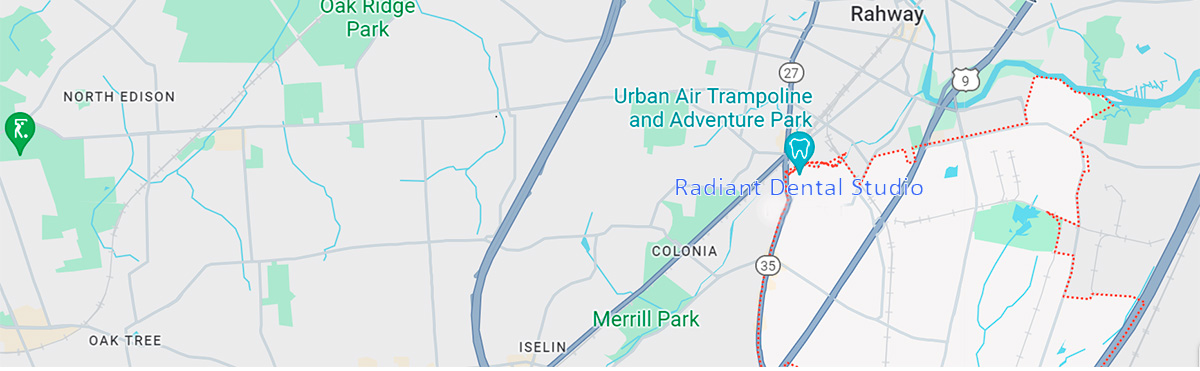 Oak Ridge
Park
Rahway
27
9
NORTH EDISON
Urban Air Trampoline
and Adventure Park
Radiant Dental Studio
COLONIA
35
Merrill Park
OAK TREE
ISELIN